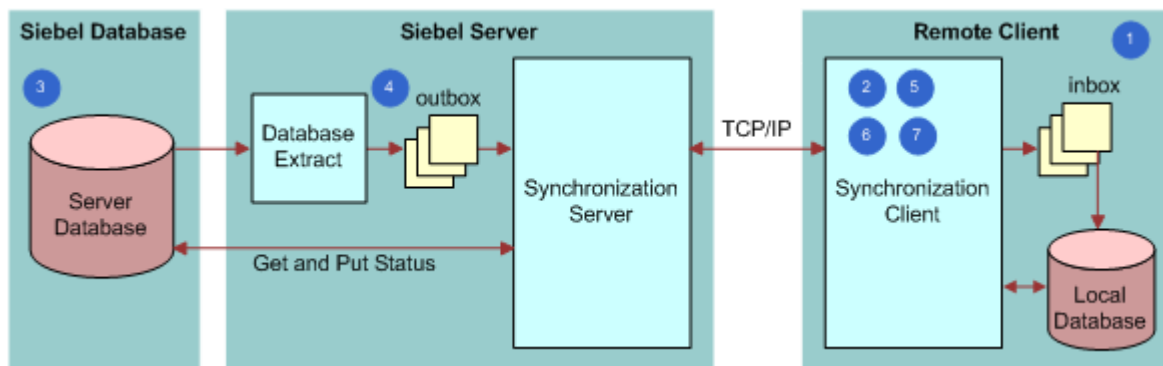 Siebel Database
Siebel Server
Remote Client
1
3
4
2
5
outbox
inbox
Database
Extract
TCP/IP
6
7
Server
Database
Synchronization
Server
Synchronization
Client
Get and Put Status
Local
Database